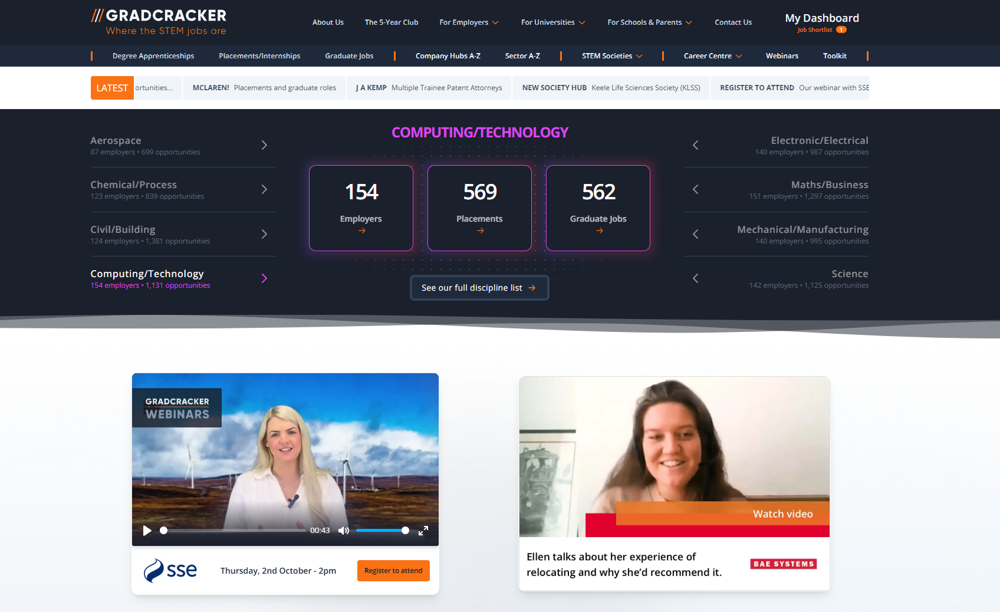 ///GRADCRACKER
Where the STEM jobs are
About Us
The 5-Year Club
For Employers
For Universities
For Schools & Parents
Contact Us
My Dashboard
Job Shortlist 1
Degree Apprenticeships
Placements/Internships
Graduate Jobs
Company Hubs A-Z
Sector A-Z
STEM Societies
Career Centre
Webinars
Toolkit
LATEST
ortunities...
MCLAREN! Placements and graduate roles
J A KEMP Multiple Trainee Patent Attorneys
NEW SOCIETY HUB Keele Life Sciences Society (KLSS)
REGISTER TO ATTEND Our webinar with SSE
Aerospace
87 employers • 699 opportunities
Chemical/Process
123 employers • 839 opportunities
Civil/Building
124 employers • 1,381 opportunities
Computing/Technology
154 employers • 1,131 opportunities
COMPUTING/TECHNOLOGY
154
Employers
569
Placements
562
Graduate Jobs
See our full discipline list
Electronic/Electrical
140 employers • 987 opportunities
Maths/Business
151 employers • 1,297 opportunities
Mechanical/Manufacturing
140 employers • 995 opportunities
Science
142 employers • 1,125 opportunities
GRADCRACKER
WEBINARS
00:43
sse
Thursday, 2nd October - 2pm
Register to attend
Watch video
Ellen talks about her experience of
relocating and why she'd recommend it.
BAE SYSTEMS